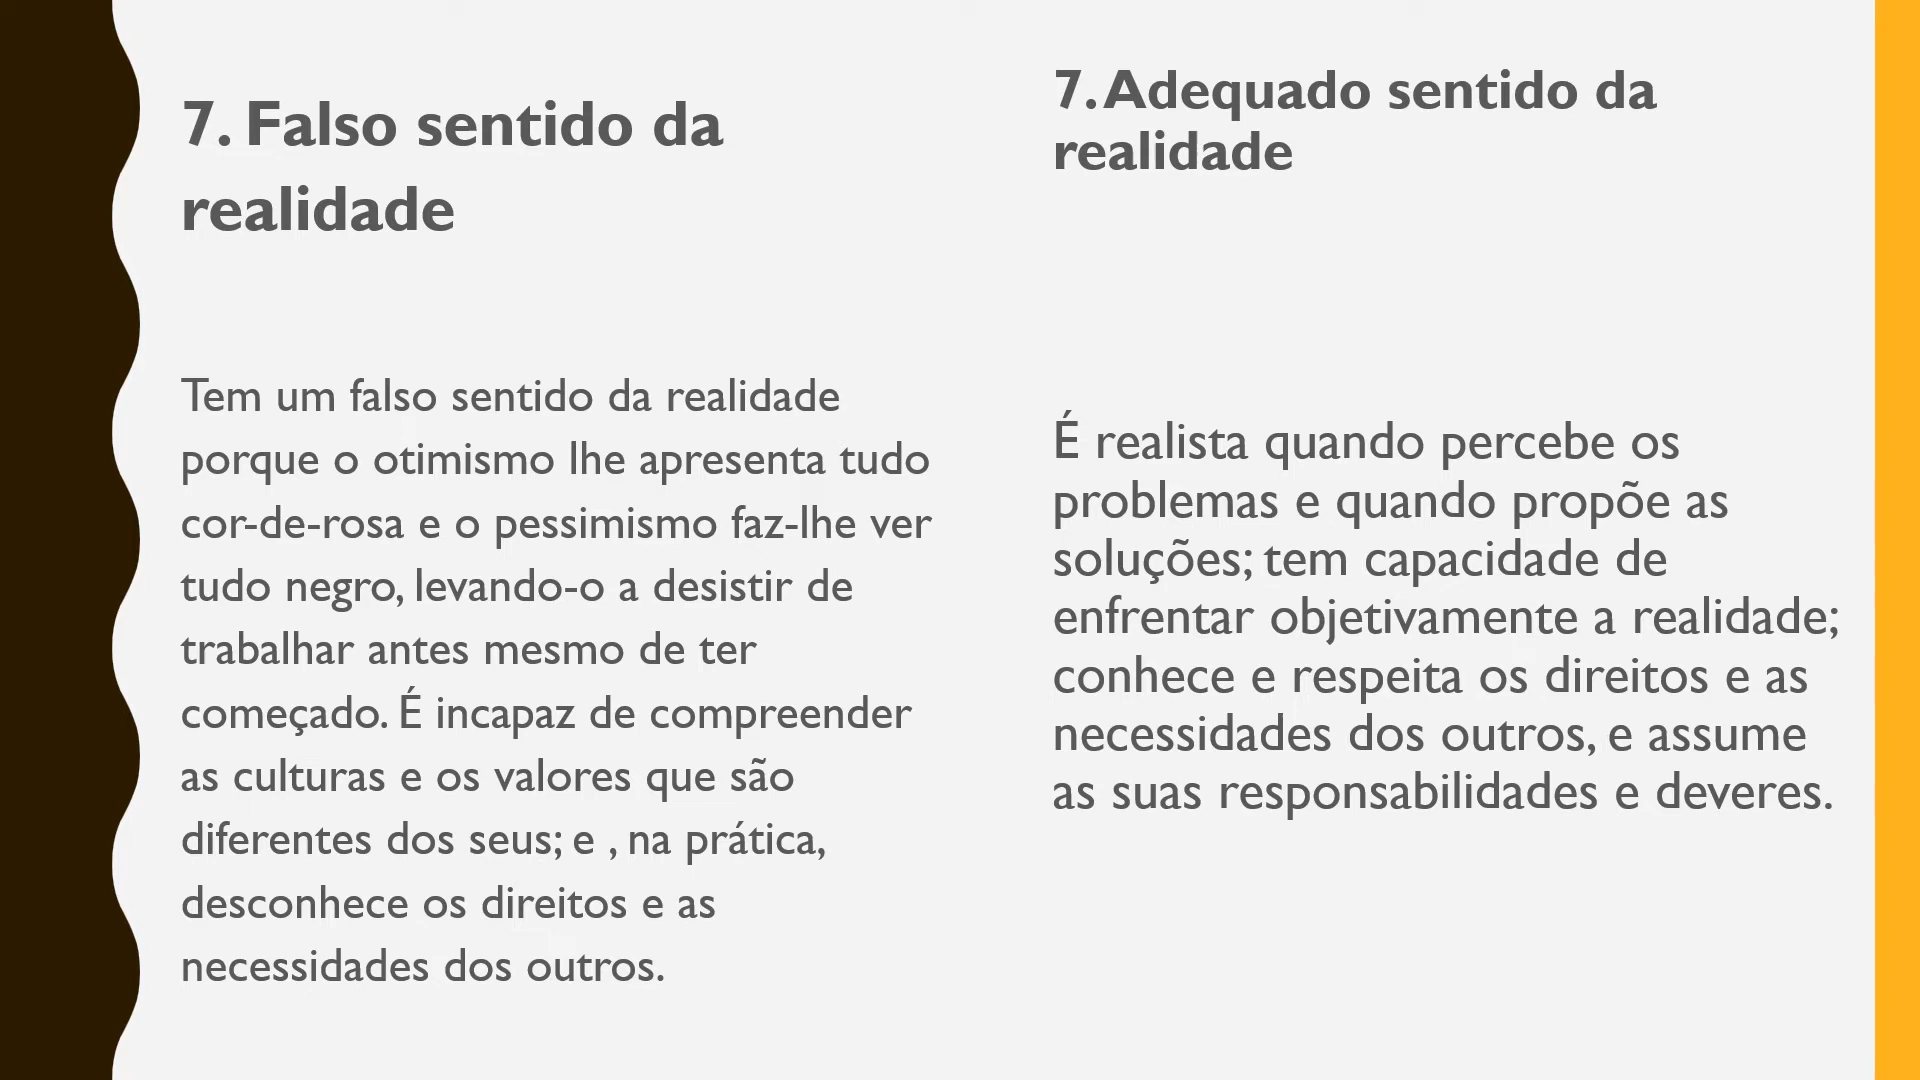 7. Falso sentido da
realidade
Tem um falso sentido da realidade
porque o otimismo lhe apresenta tudo
cor-de-rosa e o pessimismo faz-lhe ver
tudo negro, levando-o a desistir de
trabalhar antes mesmo de ter
começado. É incapaz de compreender
as culturas e os valores que são
diferentes dos seus; e , na prática,
desconhece os direitos e as
necessidades dos outros.
7. Adequado sentido da
realidade
É realista quando percebe os
problemas e quando propõe as
soluções; tem capacidade de
enfrentar objetivamente a realidade;
conhece e respeita os direitos e as
necessidades dos outros, e assume
as suas responsabilidades e deveres.